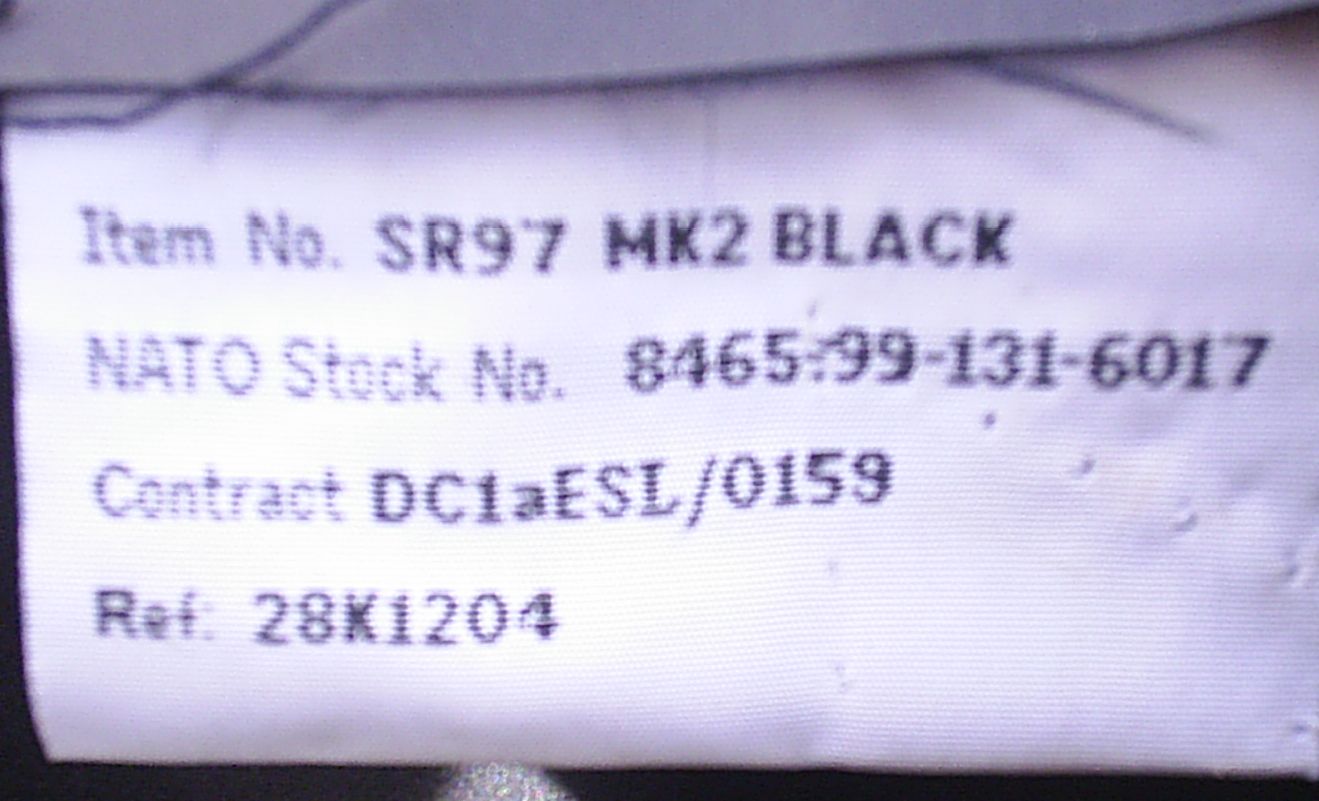 Item No. SR97 MK2 BLACK
NATO Stock No. 8465-99-131-6017
Contract DC1aESL/0159
Ref: 28K1204